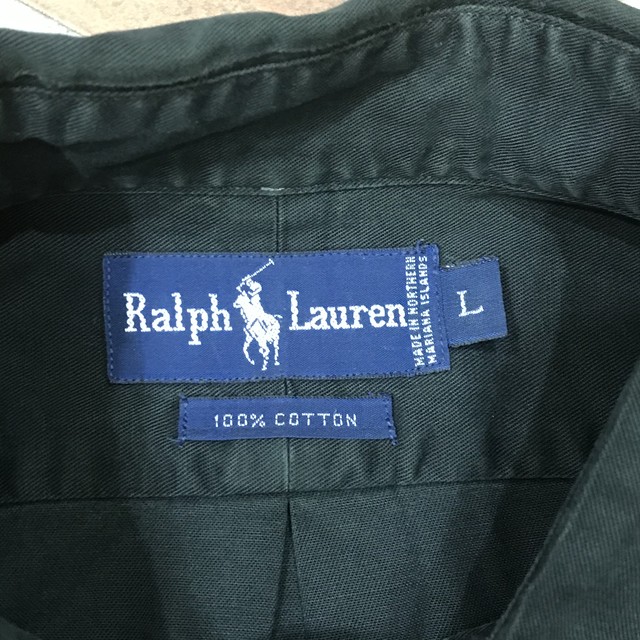 Ralph Lauren
MADE IN NORTHERN
MARIANA ISLANDS
L
100% COTTON